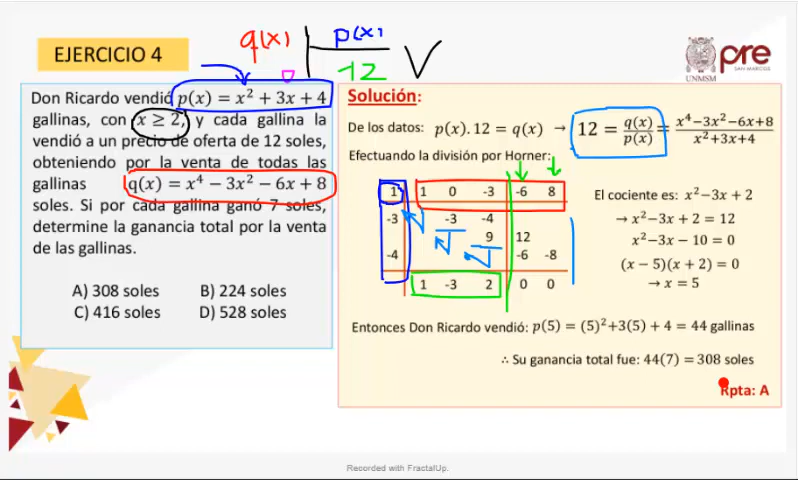 q(x) p(x)
12
EJERCICIO 4
UNMSM pre
SAN MARCOS
Don Ricardo vendió p(x) = x² + 3x + 4
gallinas, con x ≥ 2, y cada gallina la
vendió a un precio de oferta de 12 soles,
obteniendo por la venta de todas las
gallinas q(x) = x⁴ − 3x² − 6x + 8
soles. Si por cada gallina ganó 7 soles,
determine la ganancia total por la venta
de las gallinas.
A) 308 soles B) 224 soles
C) 416 soles D) 528 soles
Solución:
De los datos: p(x). 12 = q(x) → 12 = q(x)/p(x) = x⁴−3x²−6x+8/x²+3x+4
Efectuando la división por Horner:
1 1 0 -3 -6 8
-3 -3 -4
9 12
-4 -6 -8
1 -3 2 0 0
El cociente es: x²−3x + 2
→ x²−3x + 2 = 12
x²−3x − 10 = 0
(x − 5)(x + 2) = 0
→ x = 5
Entonces Don Ricardo vendió: p(5) = (5)²+3(5) + 4 = 44 gallinas
∴ Su ganancia total fue: 44(7) = 308 soles
Rpta: A
Recorded with FractalUp.